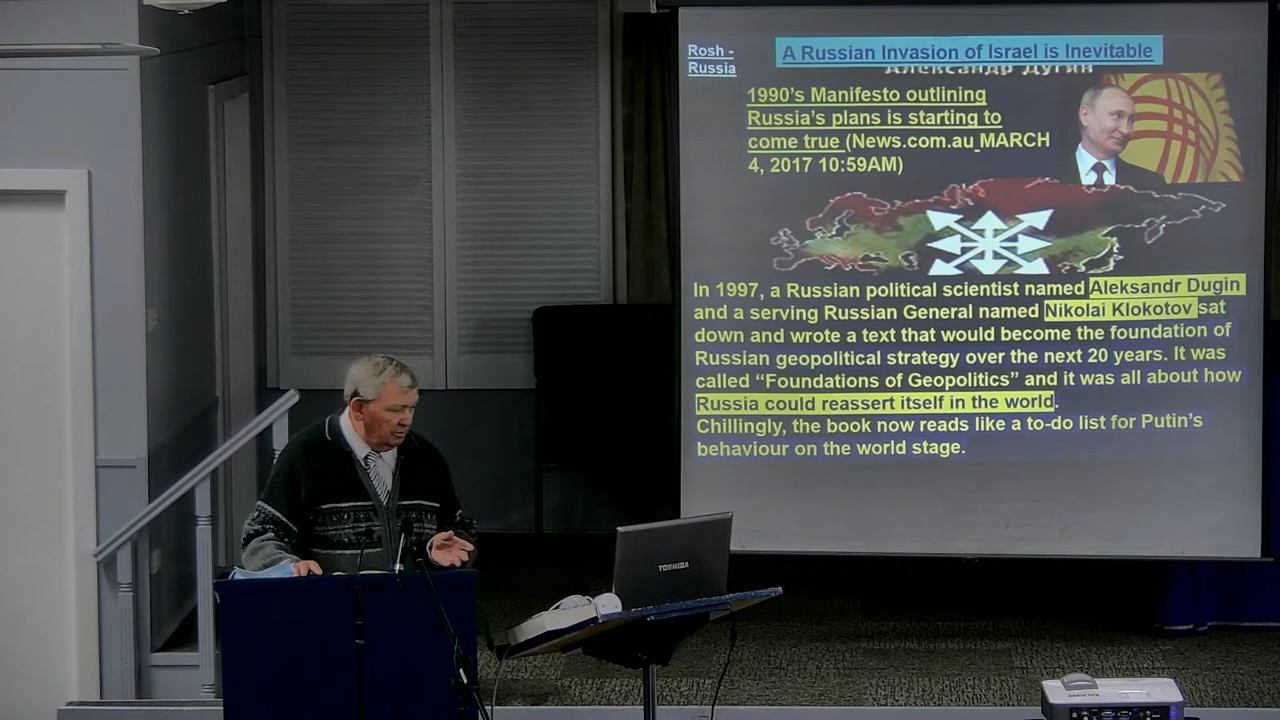 Rosh -
Russia
A Russian Invasion of Israel is Inevitable
Александр Дугин
1990's Manifesto outlining
Russia's plans is starting to
come true (News.com.au MARCH
4, 2017 10:59AM)
In 1997, a Russian political scientist named Aleksandr Dugin
and a serving Russian General named Nikolai Klokotov sat
down and wrote a text that would become the foundation of
Russian geopolitical strategy over the next 20 years. It was
called “Foundations of Geopolitics” and it was all about how
Russia could reassert itself in the world.
Chillingly, the book now reads like a to-do list for Putin's
behaviour on the world stage.
TOSHIBA